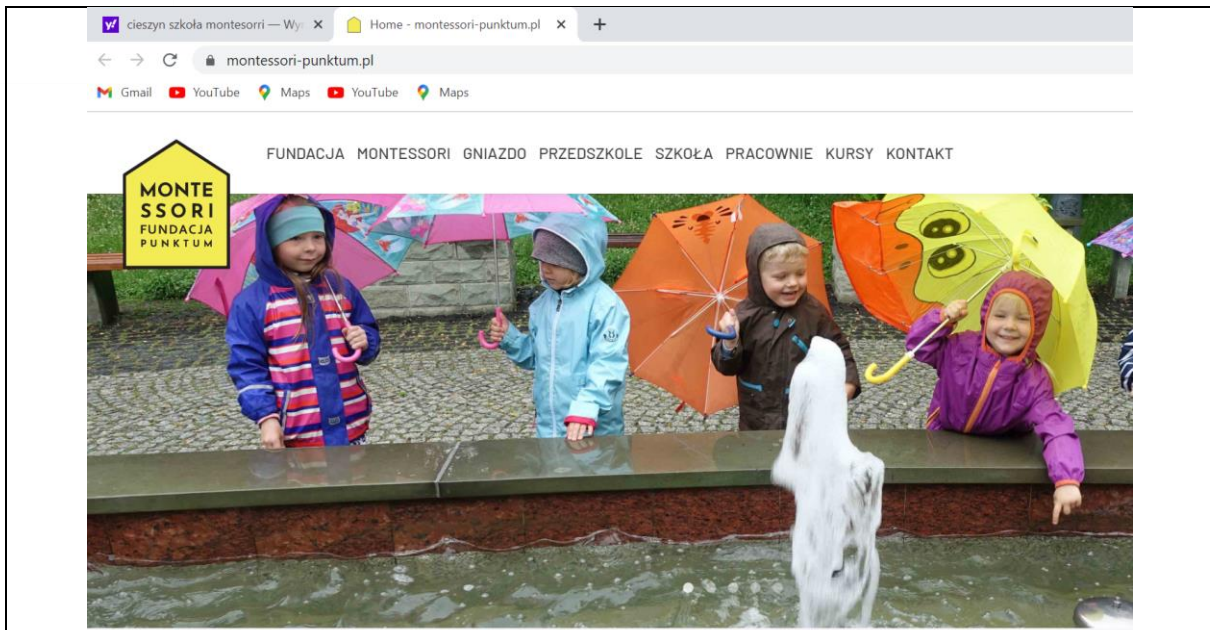 cieszyn szkoła montesorri — Wy
Home - montessori-punktum.pl
montessori-punktum.pl
Gmail YouTube Maps YouTube Maps
FUNDACJA MONTESSORI GNIAZDO PRZEDSZKOLE SZKOŁA PRACOWNIE KURSY KONTAKT
MONTE
SSORI
FUNDACJA
PUNKTUM